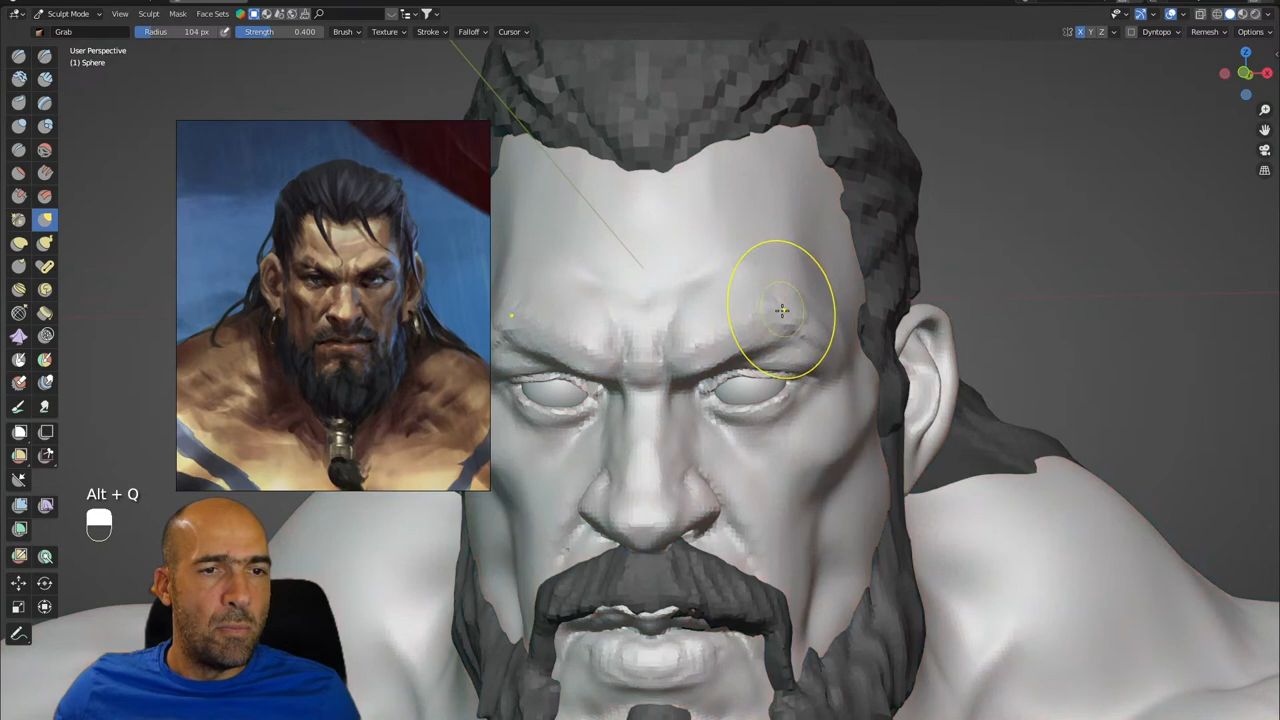 Sculpt Mode View Sculpt Mask Face Sets
Grab Radius 104 px Strength 0.400 Brush Texture Stroke Falloff Cursor X Y Z Dyntopo Remesh Options
User Perspective
(1) Sphere
Z
X
Alt + Q